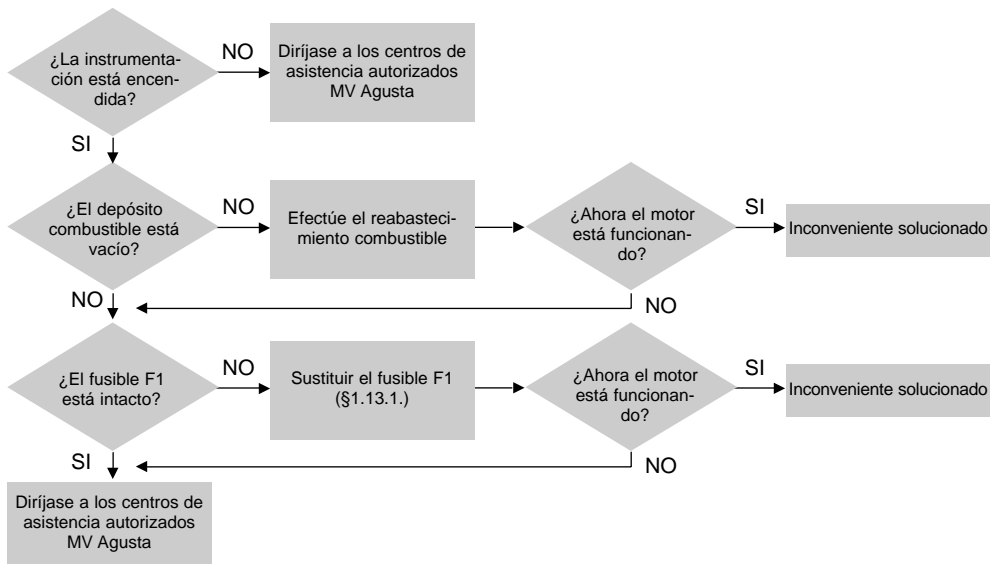 ¿La instrumenta-
ción está encen-
dida?
NO
Diríjase a los centros de
asistencia autorizados
MV Agusta
SI
¿El depósito
combustible está
vacío?
NO
Efectúe el reabasteci-
miento combustible
¿Ahora el motor
está funcionan-
do?
SI
Inconveniente solucionado
NO
NO
¿El fusible F1
está intacto?
NO
Sustituir el fusible F1
(§1.13.1.)
¿Ahora el motor
está funcionan-
do?
SI
Inconveniente solucionado
SI
NO
Diríjase a los centros de
asistencia autorizados
MV Agusta